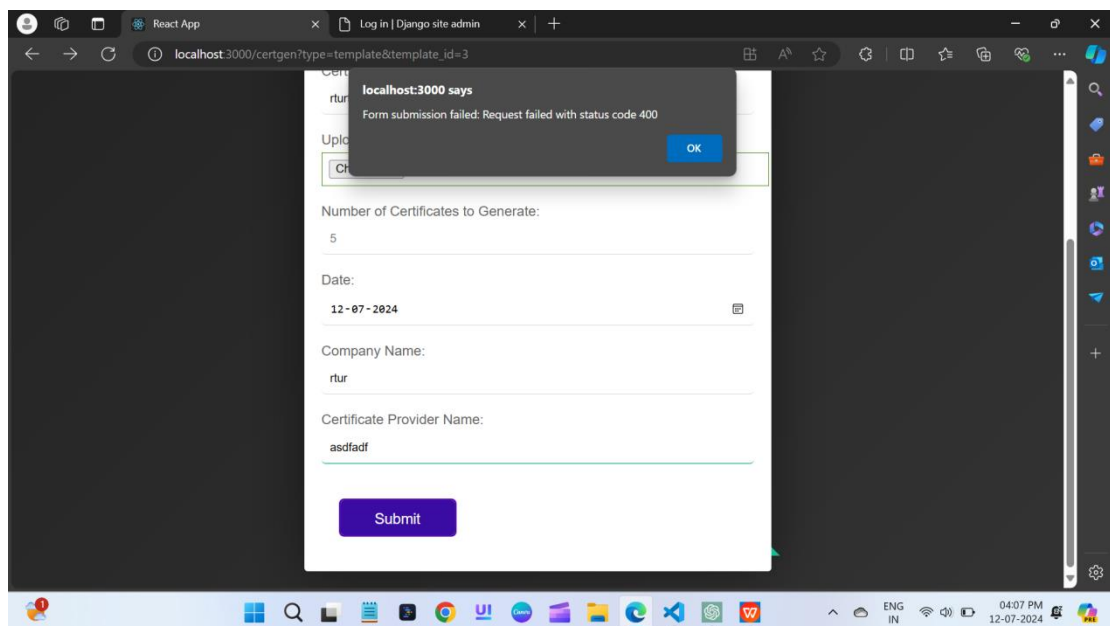 React App
Log in | Django site admin
localhost:3000/certgen?type=template&template_id=3
localhost:3000 says
Form submission failed: Request failed with status code 400
OK
rtur
Number of Certificates to Generate:
5
Date:
12-07-2024
Company Name:
rtur
Certificate Provider Name:
asdfadf
Submit
ENG
IN
04:07 PM
12-07-2024